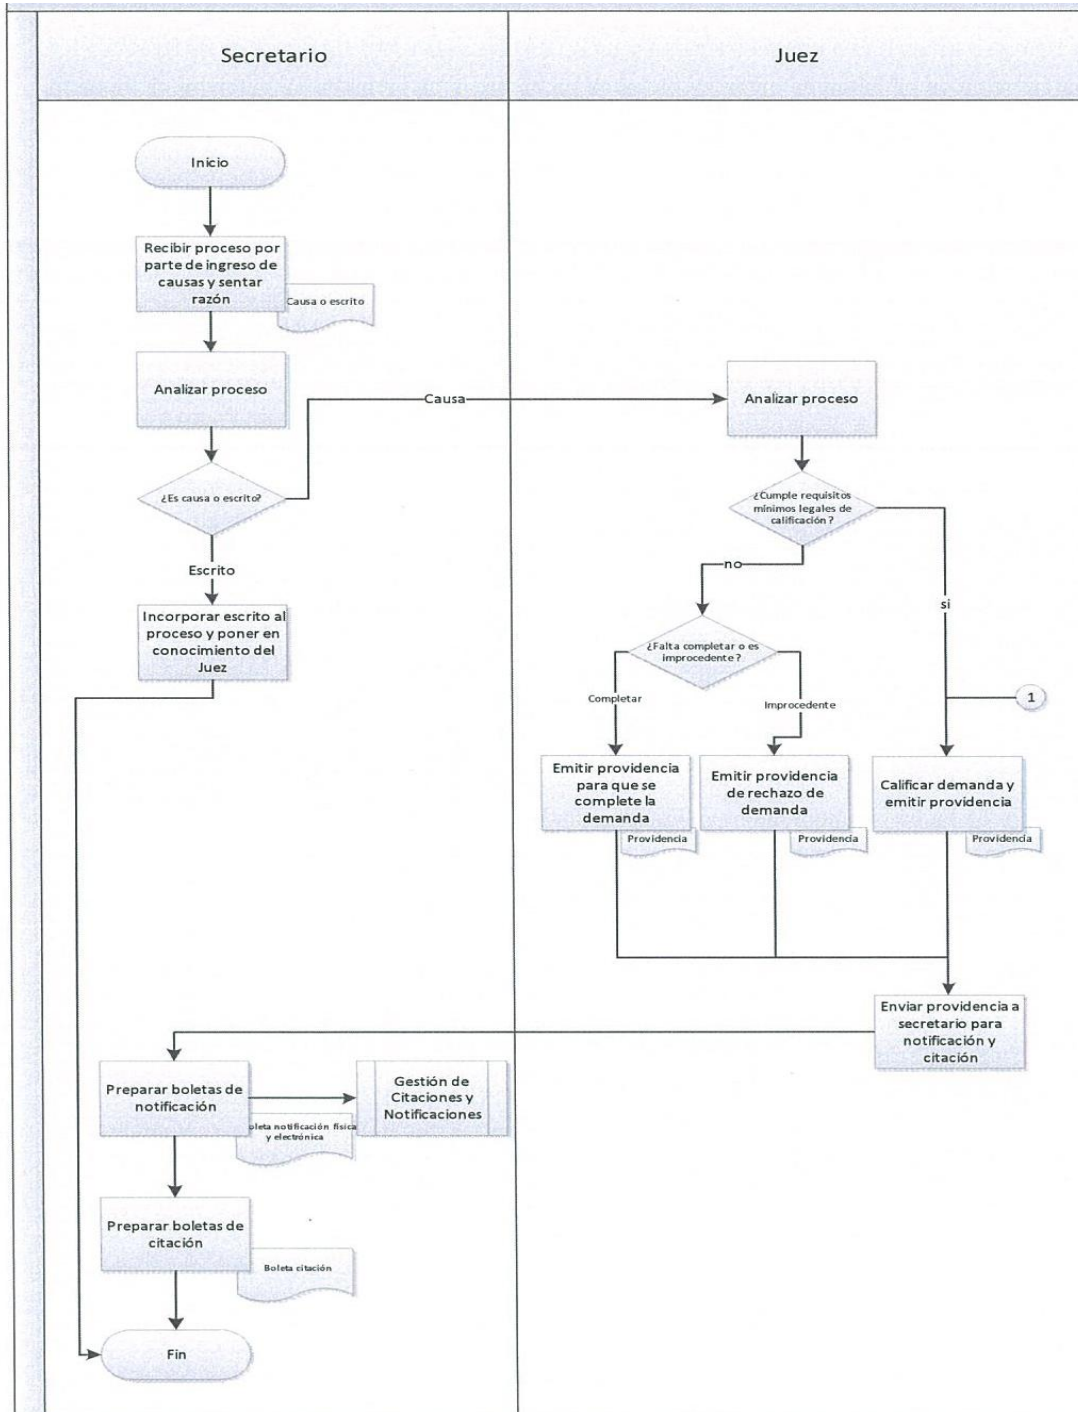 Secretario
Juez
Inicio
Recibir proceso por
parte de ingreso de
causas y sentar
razón
Causa o escrito
Analizar proceso
Causa
Analizar proceso
¿Es causa o escrito?
¿Cumple requisitos
mínimos legales de
calificación ?
Escrito
no
si
Incorporar escrito al
proceso y poner en
conocimiento del
Juez
¿Falta completar o es
improcedente ?
Completar
Improcedente
1
Emitir providencia
para que se
complete la
demanda
Providencia
Emitir providencia
de rechazo de
demanda
Providencia
Calificar demanda y
emitir providencia
Providencia
Enviar providencia a
secretario para
notificación y
citación
Preparar boletas de
notificación
oleta notificación física
y electrónica
Gestión de
Citaciones y
Notificaciones
Preparar boletas de
citación
Boleta citación
Fin